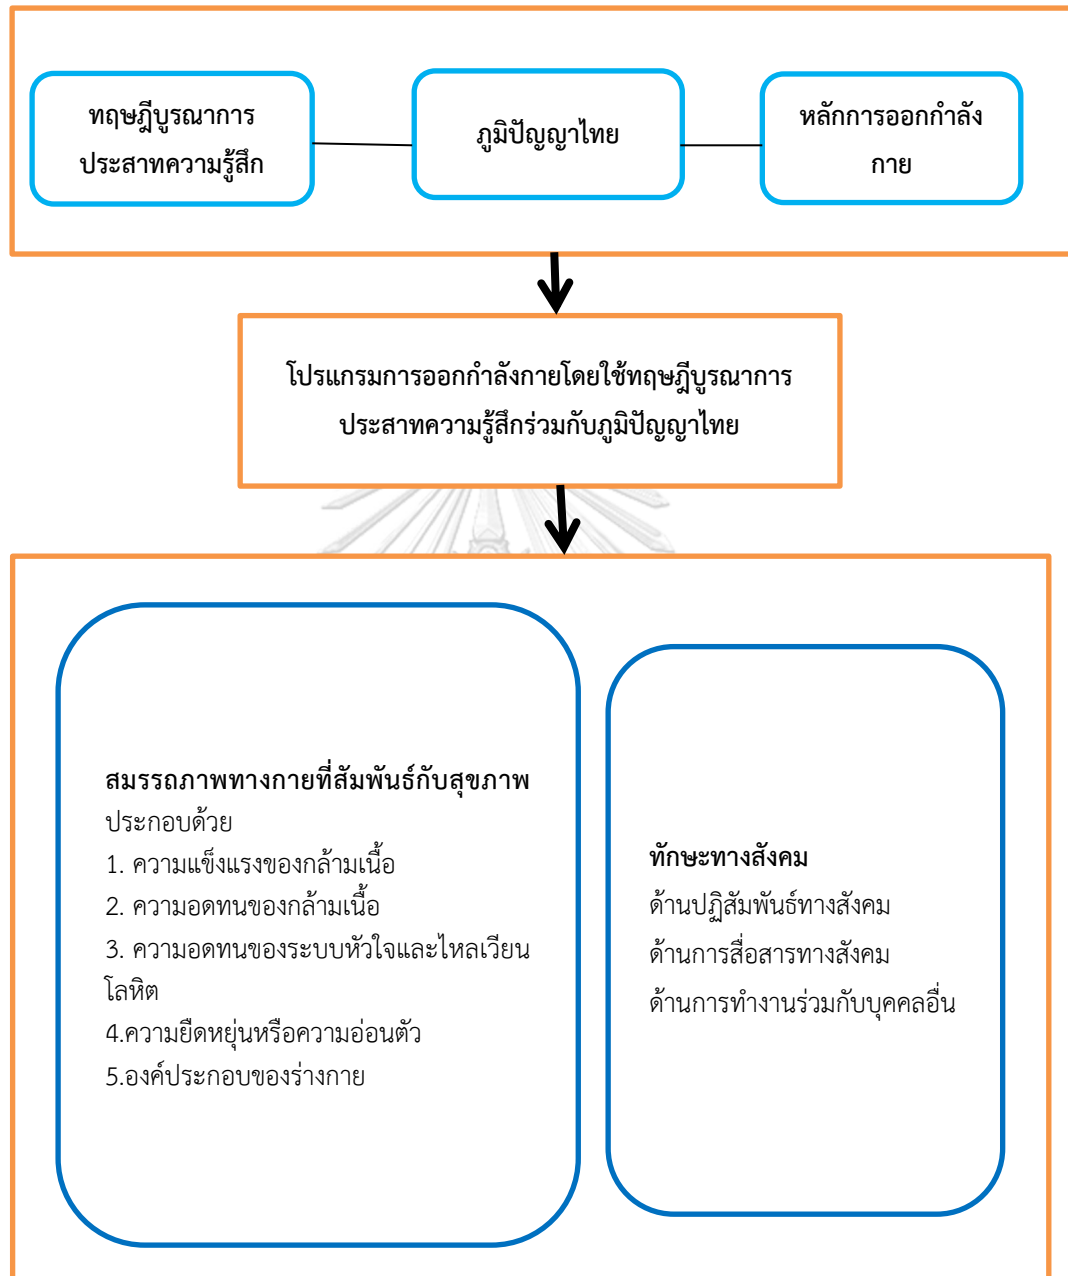 ทฤษฎีบูรณาการ
ประสาทความรู้สึก
ภูมิปัญญาไทย
หลักการออกกำลัง
กาย
โปรแกรมการออกกำลังกายโดยใช้ทฤษฎีบูรณาการ
ประสาทความรู้สึกร่วมกับภูมิปัญญาไทย
สมรรถภาพทางกายที่สัมพันธ์กับสุขภาพ
ประกอบด้วย
1. ความแข็งแรงของกล้ามเนื้อ
2. ความอดทนของกล้ามเนื้อ
3. ความอดทนของระบบหัวใจและไหลเวียน
โลหิต
4.ความยืดหยุ่นหรือความอ่อนตัว
5.องค์ประกอบของร่างกาย
ทักษะทางสังคม
ด้านปฏิสัมพันธ์ทางสังคม
ด้านการสื่อสารทางสังคม
ด้านการทำงานร่วมกับบุคคลอื่น